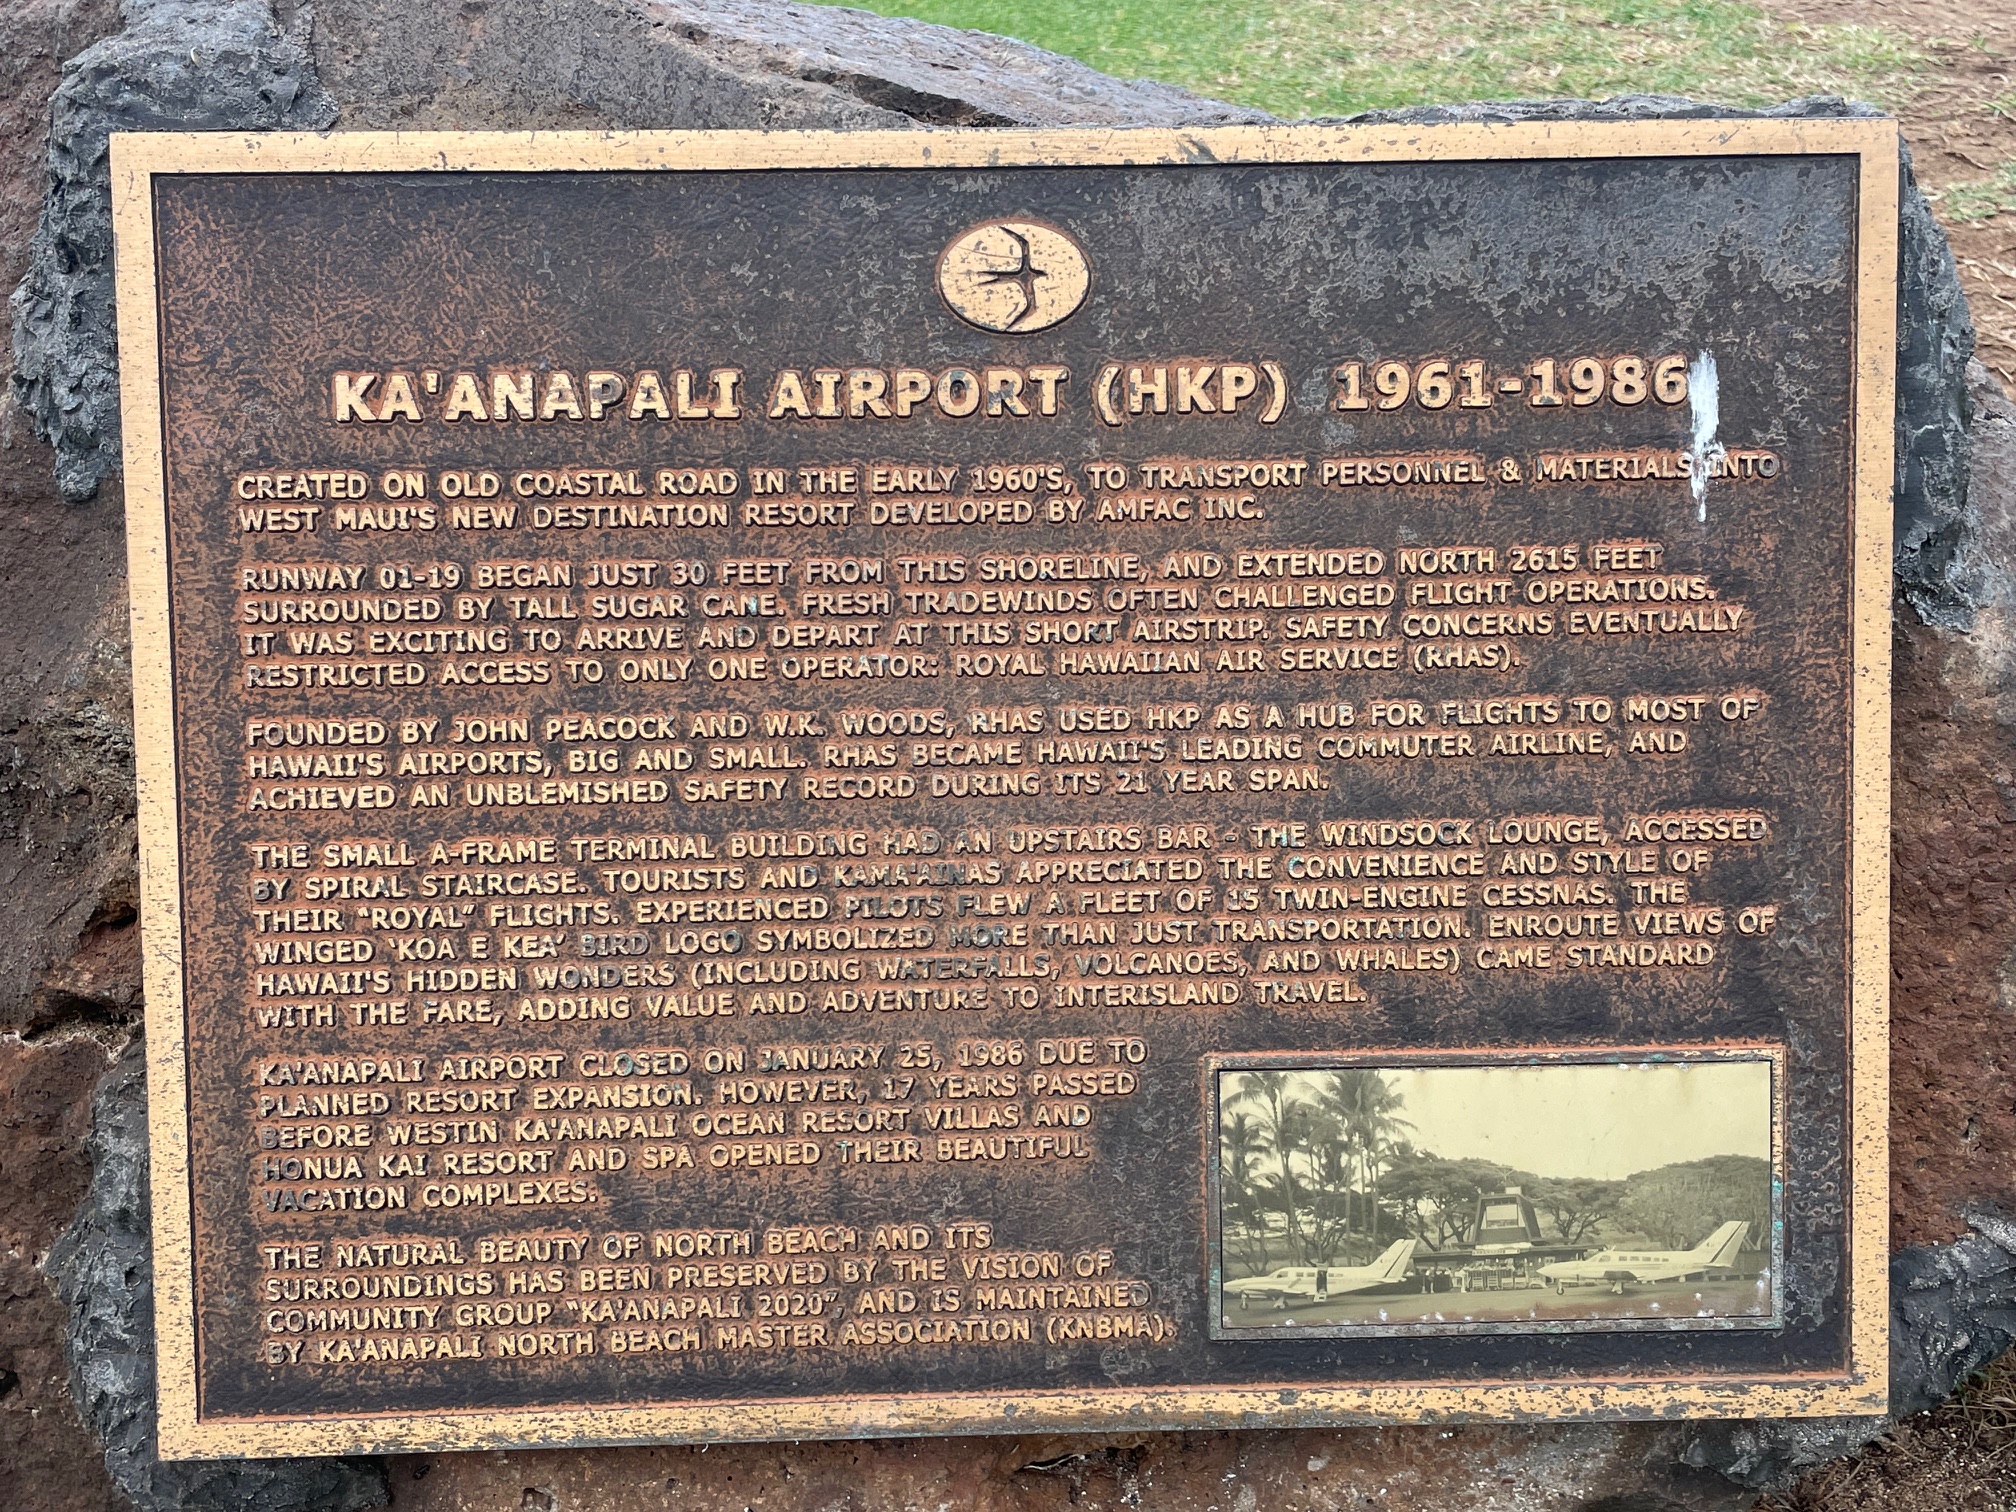 KA'ANAPALI AIRPORT (HKP) 1961-1986
CREATED ON OLD COASTAL ROAD IN THE EARLY 1960'S, TO TRANSPORT PERSONNEL & MATERIALS INTO
WEST MAUI'S NEW DESTINATION RESORT DEVELOPED BY AMFAC INC.
RUNWAY 01-19 BEGAN JUST 30 FEET FROM THIS SHORELINE, AND EXTENDED NORTH 2615 FEET
SURROUNDED BY TALL SUGAR CANE. FRESH TRADEWINDS OFTEN CHALLENGED FLIGHT OPERATIONS.
IT WAS EXCITING TO ARRIVE AND DEPART AT THIS SHORT AIRSTRIP. SAFETY CONCERNS EVENTUALLY
RESTRICTED ACCESS TO ONLY ONE OPERATOR: ROYAL HAWAIIAN AIR SERVICE (RHAS).
FOUNDED BY JOHN PEACOCK AND W.K. WOODS, RHAS USED HKP AS A HUB FOR FLIGHTS TO MOST OF
HAWAII'S AIRPORTS, BIG AND SMALL. RHAS BECAME HAWAII'S LEADING COMMUTER AIRLINE, AND
ACHIEVED AN UNBLEMISHED SAFETY RECORD DURING ITS 21 YEAR SPAN.
THE SMALL A-FRAME TERMINAL BUILDING HAD AN UPSTAIRS BAR - THE WINDSOCK LOUNGE, ACCESSED
BY SPIRAL STAIRCASE. TOURISTS AND KAMA'AINAS APPRECIATED THE CONVENIENCE AND STYLE OF
THEIR "ROYAL" FLIGHTS. EXPERIENCED PILOTS FLEW A FLEET OF 15 TWIN-ENGINE CESSNAS. THE
WINGED 'KOA E KEA' BIRD LOGO SYMBOLIZED MORE THAN JUST TRANSPORTATION. ENROUTE VIEWS OF
HAWAII'S HIDDEN WONDERS (INCLUDING WATERFALLS, VOLCANOES, AND WHALES) CAME STANDARD
WITH THE FARE, ADDING VALUE AND ADVENTURE TO INTERISLAND TRAVEL.
KA'ANAPALI AIRPORT CLOSED ON JANUARY 25, 1986 DUE TO
PLANNED RESORT EXPANSION. HOWEVER, 17 YEARS PASSED
BEFORE WESTIN KA'ANAPALI OCEAN RESORT VILLAS AND
HONUA KAI RESORT AND SPA OPENED THEIR BEAUTIFUL
VACATION COMPLEXES.
THE NATURAL BEAUTY OF NORTH BEACH AND ITS
SURROUNDINGS HAS BEEN PRESERVED BY THE VISION OF
COMMUNITY GROUP "KA'ANAPALI 2020", AND IS MAINTAINED
BY KA'ANAPALI NORTH BEACH MASTER ASSOCIATION (KNBMA).